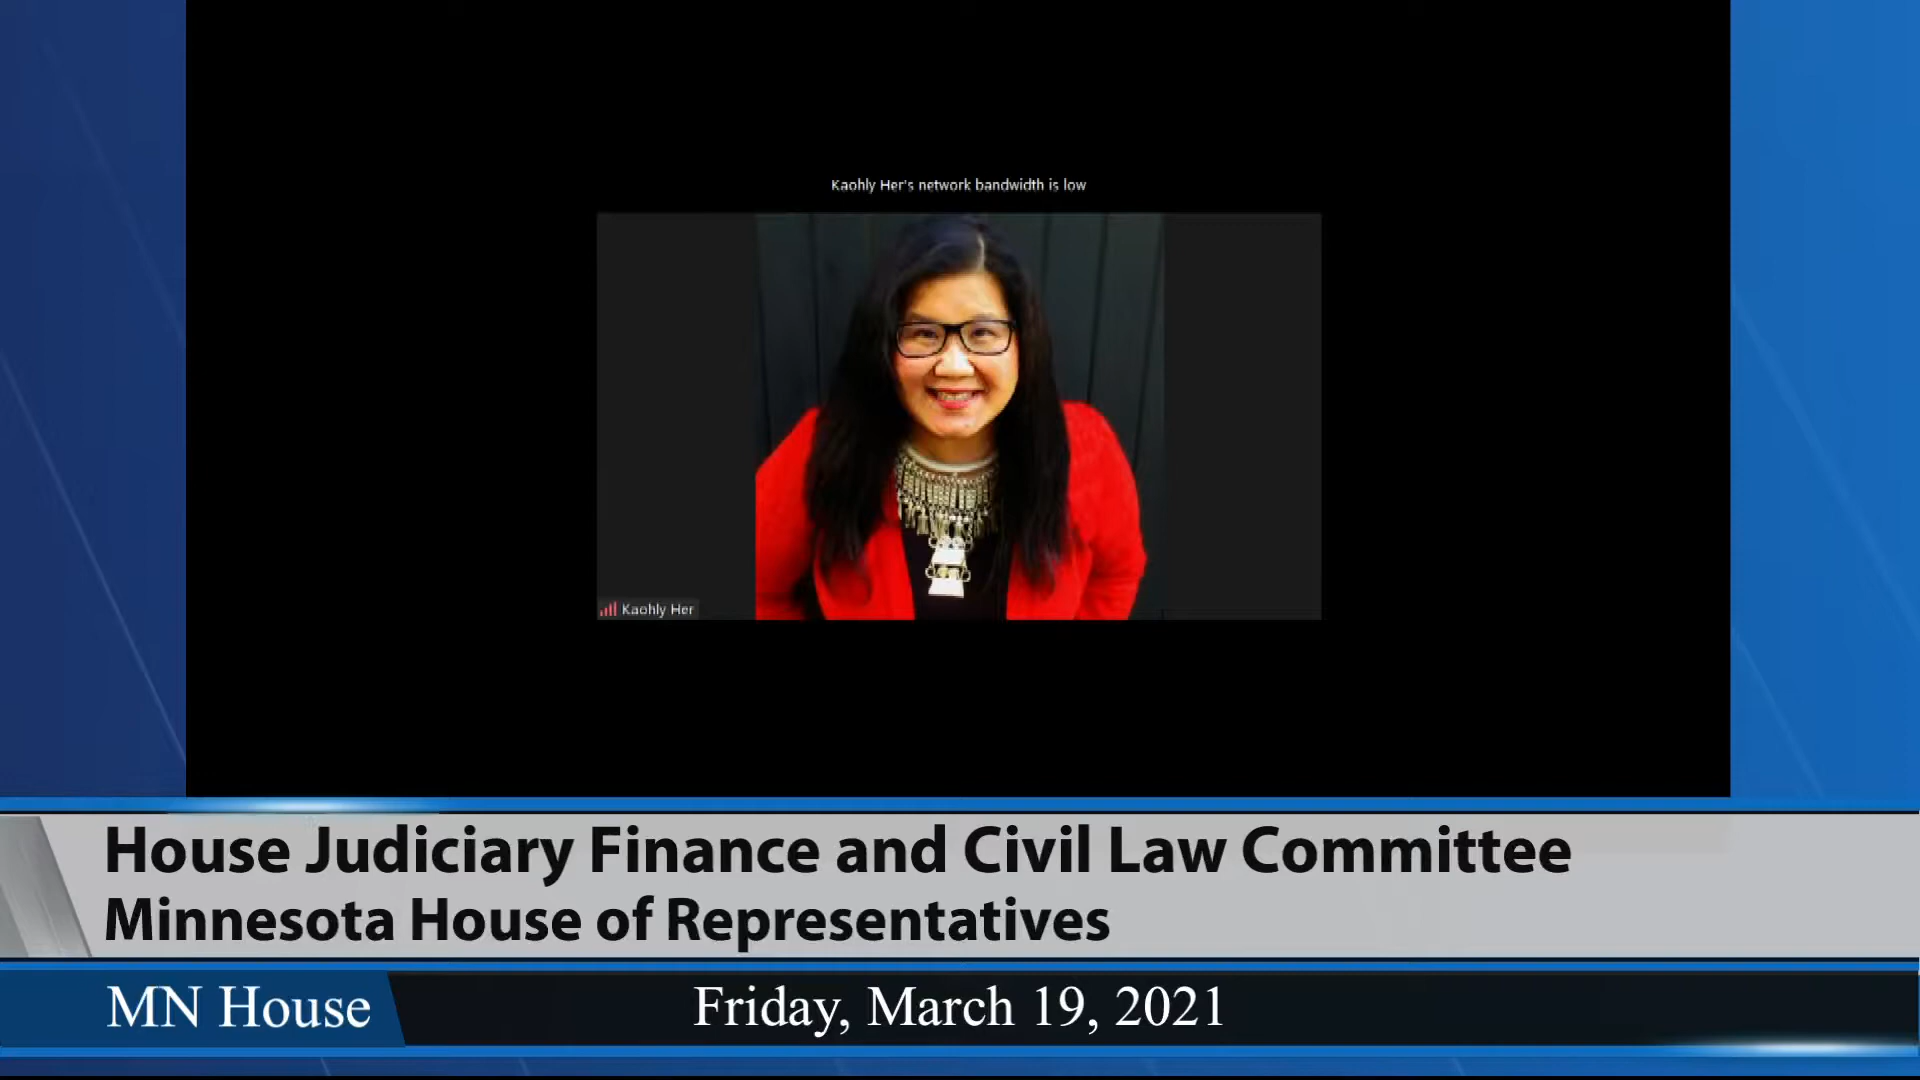 Kaohly Her's network bandwidth is low
Kaohly Her
House Judiciary Finance and Civil Law Committee
Minnesota House of Representatives
MN House
Friday, March 19, 2021